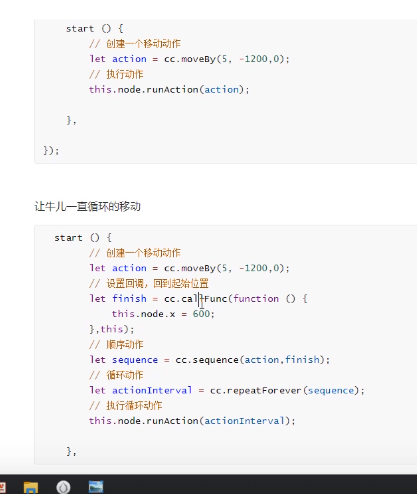 start () {
// 创建一个移动动作
let action = cc.moveBy(5, -1200,0);
// 执行动作
this.node.runAction(action);
},
});
让牛儿一直循环的移动
start () {
// 创建一个移动动作
let action = cc.moveBy(5, -1200,0);
// 设置回调，回到起始位置
let finish = cc.callFunc(function () {
this.node.x = 600;
},this);
// 顺序动作
let sequence = cc.sequence(action,finish);
// 循环动作
let actionInterval = cc.repeatForever(sequence);
// 执行循环动作
this.node.runAction(actionInterval);
},